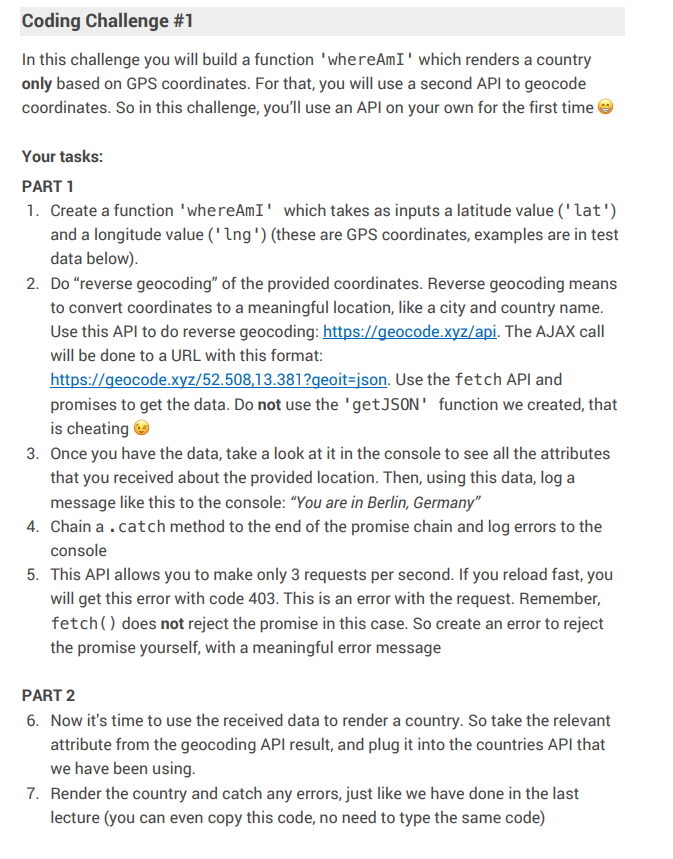 Coding Challenge #1
In this challenge you will build a function 'whereAmI' which renders a country
only based on GPS coordinates. For that, you will use a second API to geocode
coordinates. So in this challenge, you'll use an API on your own for the first time 😁
Your tasks:
PART 1
1. Create a function 'whereAmI' which takes as inputs a latitude value ('lat')
and a longitude value ('lng') (these are GPS coordinates, examples are in test
data below).
2. Do “reverse geocoding” of the provided coordinates. Reverse geocoding means
to convert coordinates to a meaningful location, like a city and country name.
Use this API to do reverse geocoding: https://geocode.xyz/api. The AJAX call
will be done to a URL with this format:
https://geocode.xyz/52.508,13.381?geoit=json. Use the fetch API and
promises to get the data. Do not use the 'getJSON' function we created, that
is cheating 😉
3. Once you have the data, take a look at it in the console to see all the attributes
that you received about the provided location. Then, using this data, log a
message like this to the console: “You are in Berlin, Germany”
4. Chain a .catch method to the end of the promise chain and log errors to the
console
5. This API allows you to make only 3 requests per second. If you reload fast, you
will get this error with code 403. This is an error with the request. Remember,
fetch() does not reject the promise in this case. So create an error to reject
the promise yourself, with a meaningful error message
PART 2
6. Now it's time to use the received data to render a country. So take the relevant
attribute from the geocoding API result, and plug it into the countries API that
we have been using.
7. Render the country and catch any errors, just like we have done in the last
lecture (you can even copy this code, no need to type the same code)